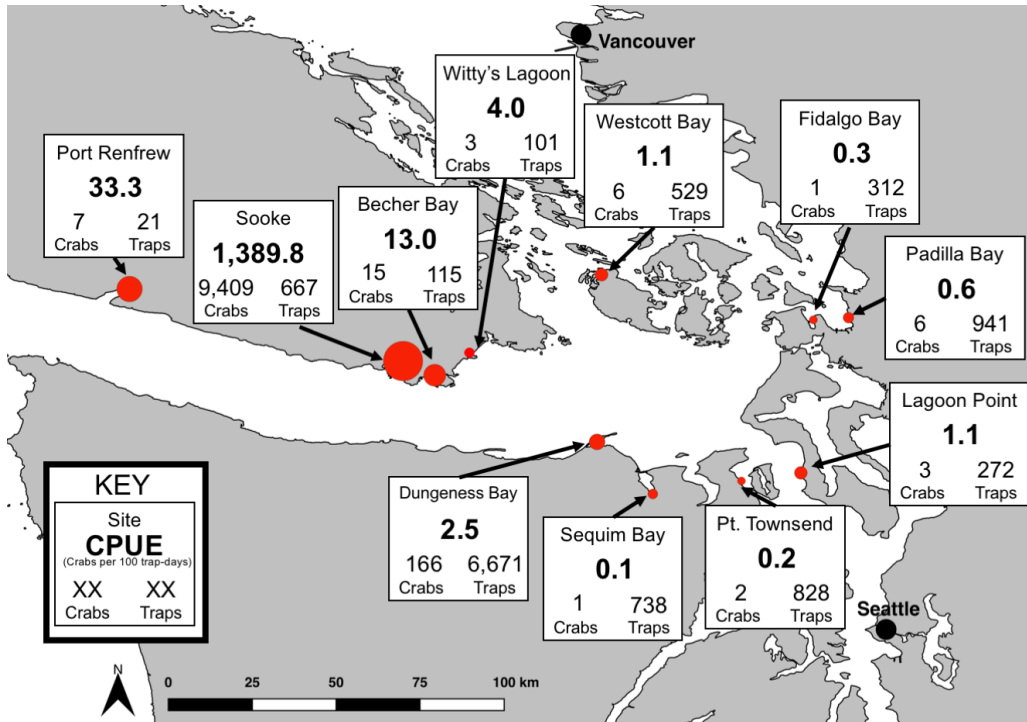 Vancouver
Witty's Lagoon
4.0
3 101
Crabs Traps
Westcott Bay
1.1
6 529
Crabs Traps
Fidalgo Bay
0.3
1 312
Crabs Traps
Port Renfrew
33.3
7 21
Crabs Traps
Sooke
1,389.8
9,409 667
Crabs Traps
Becher Bay
13.0
15 115
Crabs Traps
Padilla Bay
0.6
6 941
Crabs Traps
Lagoon Point
1.1
3 272
Crabs Traps
Dungeness Bay
2.5
166 6,671
Crabs Traps
Sequim Bay
0.1
1 738
Crabs Traps
Pt. Townsend
0.2
2 828
Crabs Traps
Seattle
KEY
Site
CPUE
(Crabs per 100 trap-days)
XX XX
Crabs Traps
N
0 25 50 75 100 km